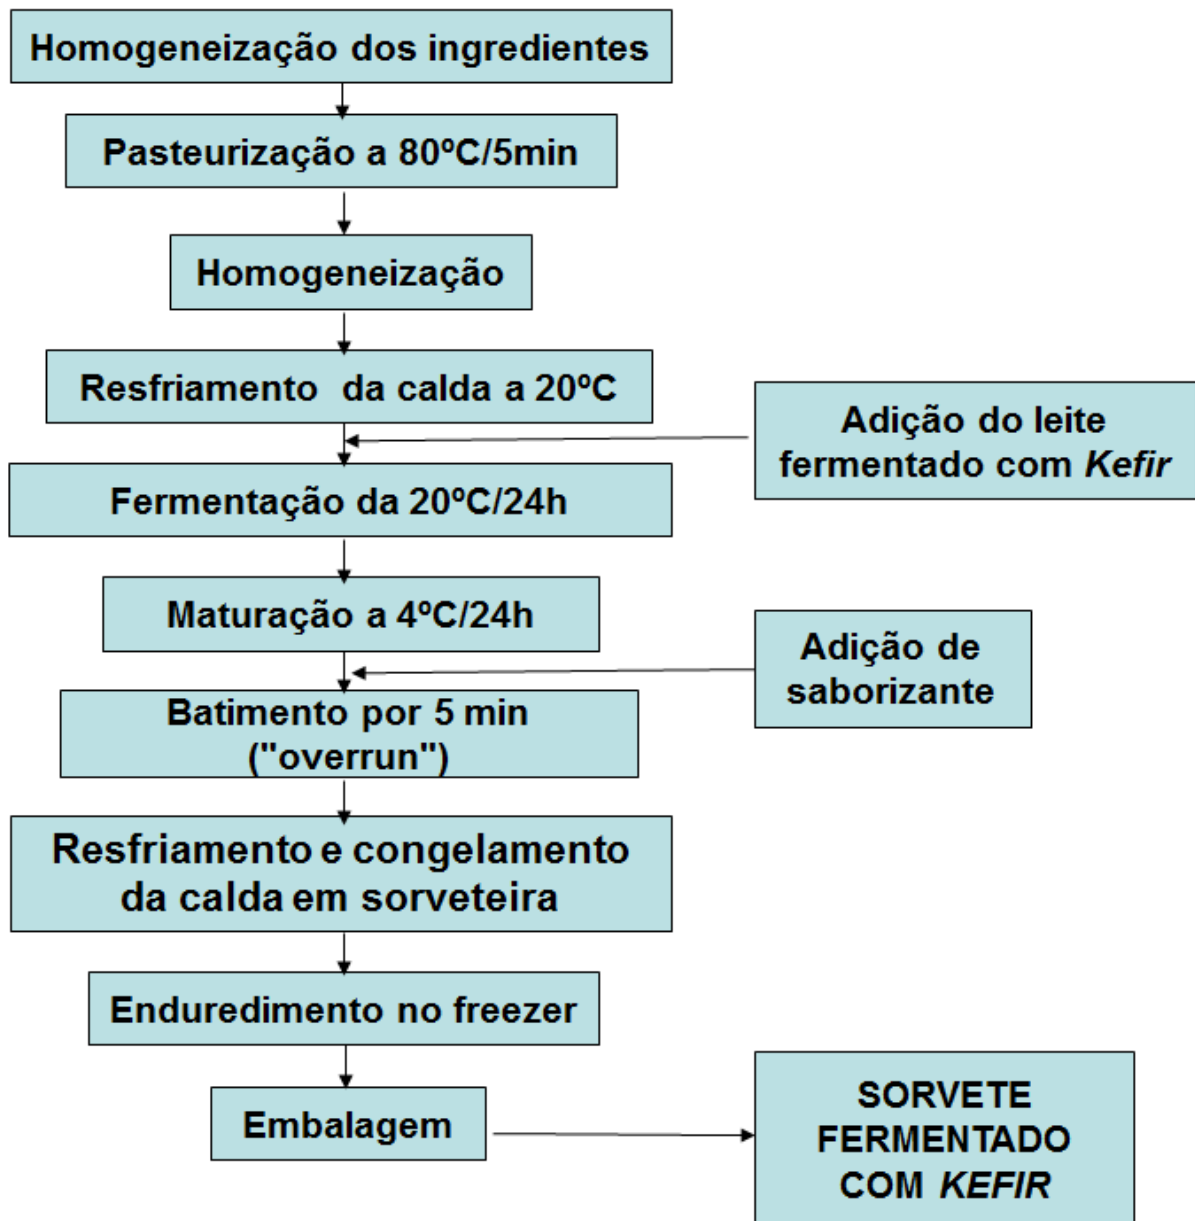 Homogeneização dos ingredientes
Pasteurização a 80ºC/5min
Homogeneização
Resfriamento da calda a 20ºC
Adição do leite
fermentado com Kefir
Fermentação da 20ºC/24h
Maturação a 4ºC/24h
Adição de
saborizante
Batimento por 5 min
("overrun")
Resfriamento e congelamento
da calda em sorveteira
Enduredimento no freezer
Embalagem
SORVETE
FERMENTADO
COM KEFIR